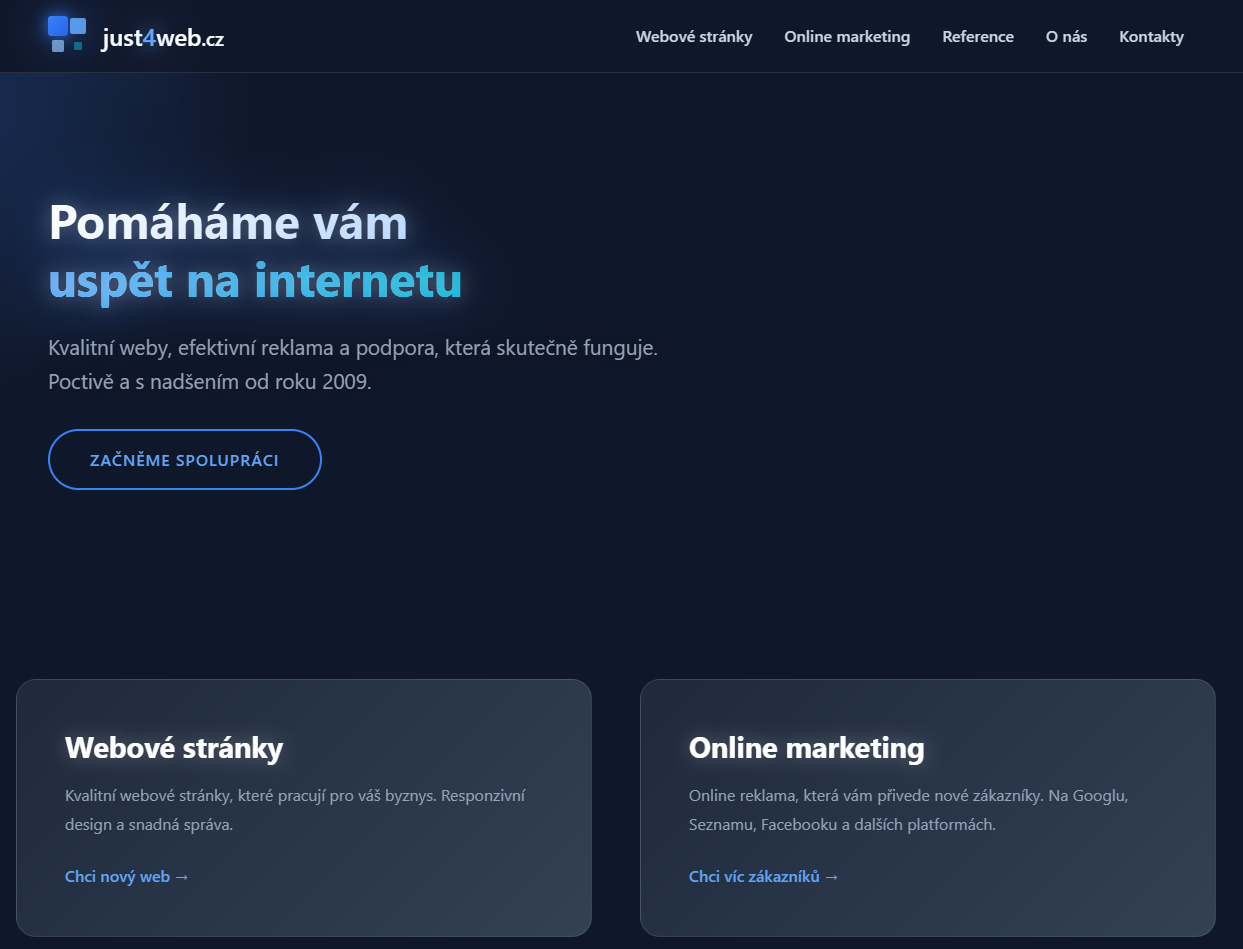 just4web.cz
Webové stránky
Online marketing
Reference
O nás
Kontakty
Pomáháme vám
uspět na internetu
Kvalitní weby, efektivní reklama a podpora, která skutečně funguje.
Poctivě a s nadšením od roku 2009.
ZAČNĚME SPOLUPRÁCI
Webové stránky
Kvalitní webové stránky, které pracují pro váš byznys. Responzivní
design a snadná správa.
Chci nový web →
Online marketing
Online reklama, která vám přivede nové zákazníky. Na Googlu,
Seznamu, Facebooku a dalších platformách.
Chci víc zákazníků →